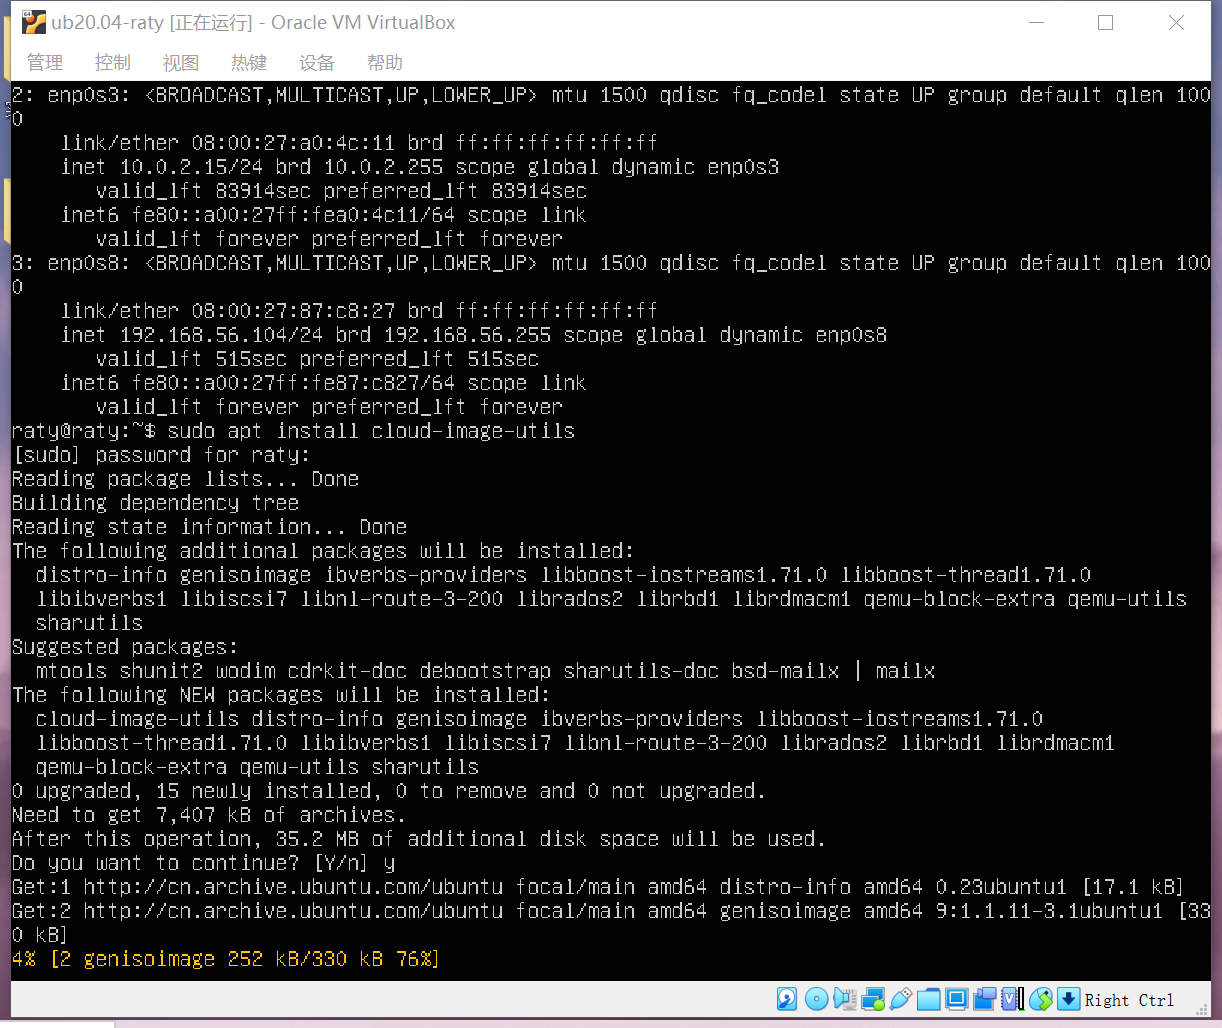 ub20.04-raty [正在运行] - Oracle VM VirtualBox
管理 控制 视图 热键 设备 帮助
2: enp0s3: <BROADCAST,MULTICAST,UP,LOWER_UP> mtu 1500 qdisc fq_codel state UP group default qlen 100
0
link/ether 08:00:27:a0:4c:11 brd ff:ff:ff:ff:ff:ff
inet 10.0.2.15/24 brd 10.0.2.255 scope global dynamic enp0s3
valid_lft 83914sec preferred_lft 83914sec
inet6 fe80::a00:27ff:fea0:4c11/64 scope link
valid_lft forever preferred_lft forever
3: enp0s8: <BROADCAST,MULTICAST,UP,LOWER_UP> mtu 1500 qdisc fq_codel state UP group default qlen 100
0
link/ether 08:00:27:87:c8:27 brd ff:ff:ff:ff:ff:ff
inet 192.168.56.104/24 brd 192.168.56.255 scope global dynamic enp0s8
valid_lft 515sec preferred_lft 515sec
inet6 fe80::a00:27ff:fe87:c827/64 scope link
valid_lft forever preferred_lft forever
raty@raty:~$ sudo apt install cloud-image-utils
[sudo] password for raty:
Reading package lists... Done
Building dependency tree
Reading state information... Done
The following additional packages will be installed:
distro-info genisoimage ibverbs-providers libboost-iostreams1.71.0 libboost-thread1.71.0
libibverbs1 libiscsi7 libnl-route-3-200 librados2 librbd1 librdmacm1 qemu-block-extra qemu-utils
sharutils
Suggested packages:
mtools shunit2 wodim cdrkit-doc debootstrap sharutils-doc bsd-mailx | mailx
The following NEW packages will be installed:
cloud-image-utils distro-info genisoimage ibverbs-providers libboost-iostreams1.71.0
libboost-thread1.71.0 libibverbs1 libiscsi7 libnl-route-3-200 librados2 librbd1 librdmacm1
qemu-block-extra qemu-utils sharutils
0 upgraded, 15 newly installed, 0 to remove and 0 not upgraded.
Need to get 7,407 kB of archives.
After this operation, 35.2 MB of additional disk space will be used.
Do you want to continue? [Y/n] y
Get:1 http://cn.archive.ubuntu.com/ubuntu focal/main amd64 distro-info amd64 0.23ubuntu1 [17.1 kB]
Get:2 http://cn.archive.ubuntu.com/ubuntu focal/main amd64 genisoimage amd64 9:1.1.11-3.1ubuntu1 [33
0 kB]
4% [2 genisoimage 252 kB/330 kB 76%]
Right Ctrl